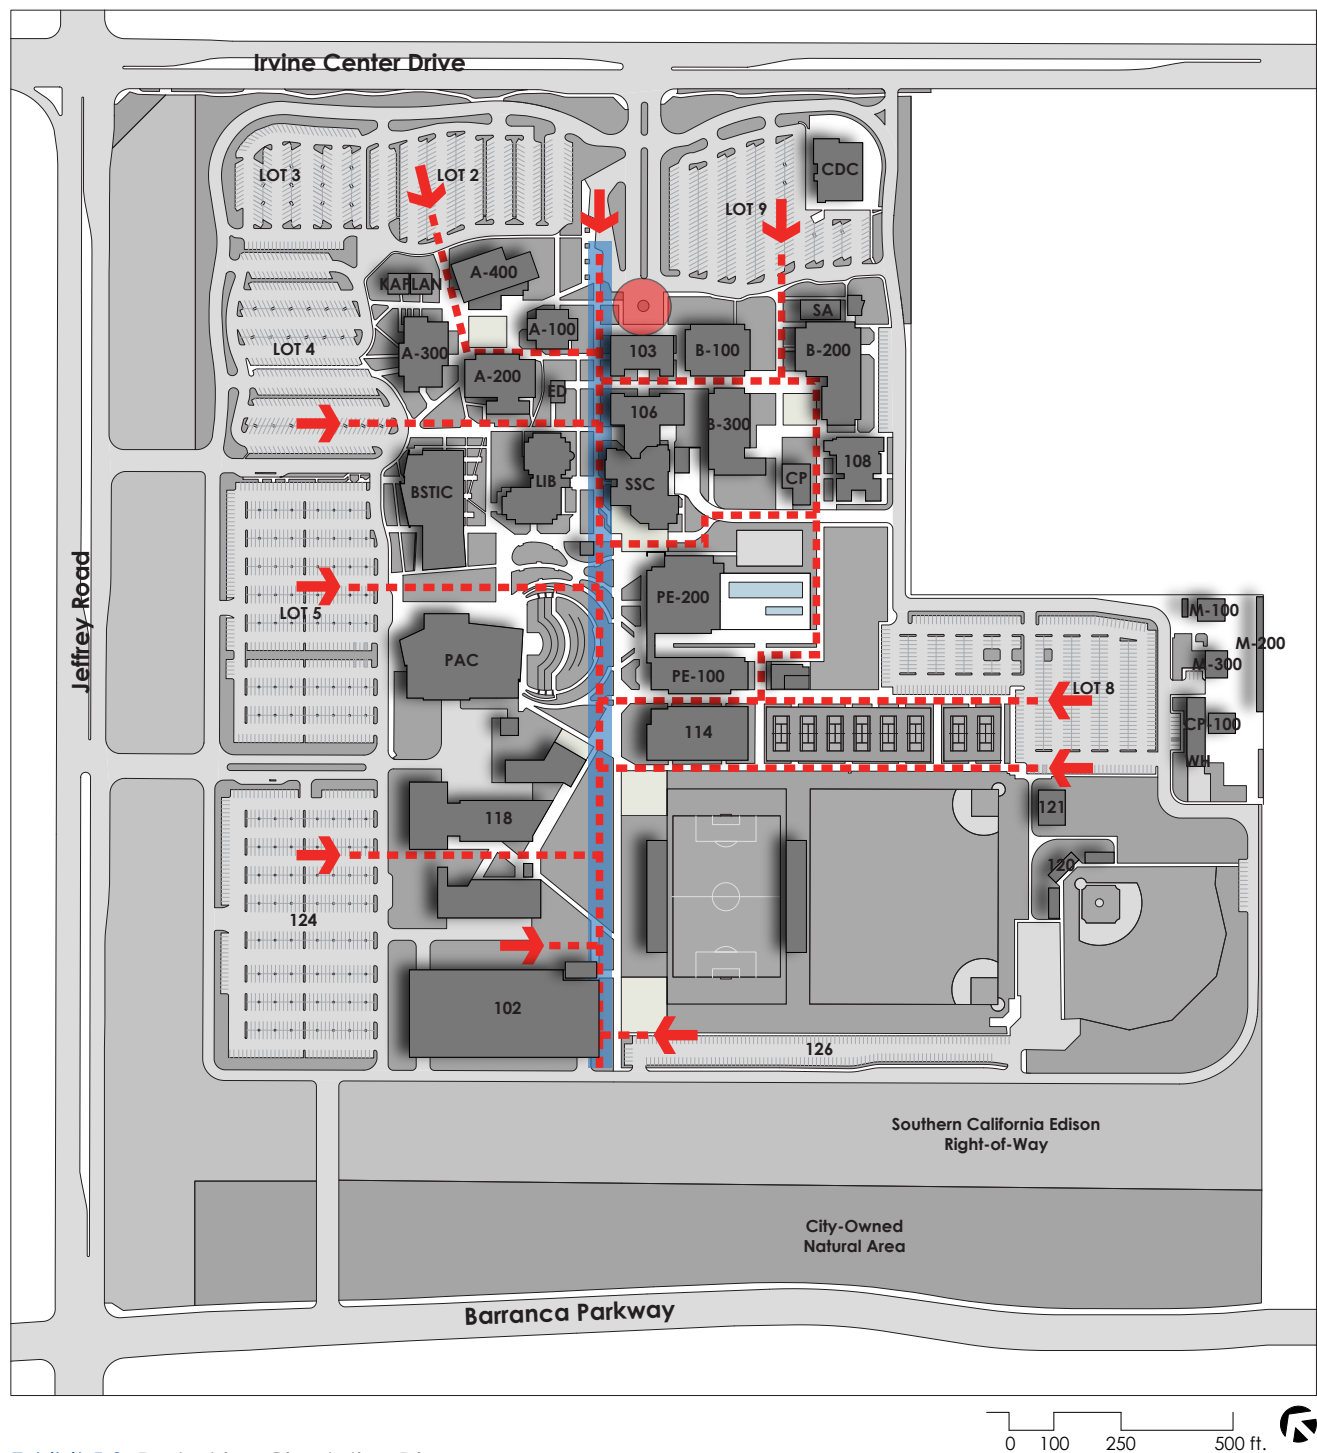 Irvine Center Drive
CDC
LOT 3
LOT 2
LOT 9
A-400
KAPLAN
SA
A-100
103
B-100
B-200
LOT 4
A-300
A-200
ED
106
B-300
108
BSTIC
LIB
SSC
CP
Jeffrey Road
LOT 5
PE-200
M-100
M-200
M-300
PAC
PE-100
LOT 8
114
CP-100
WH
118
121
120
124
102
126
Southern California Edison
Right-of-Way
City-Owned
Natural Area
Barranca Parkway
0 100 250 500 ft.